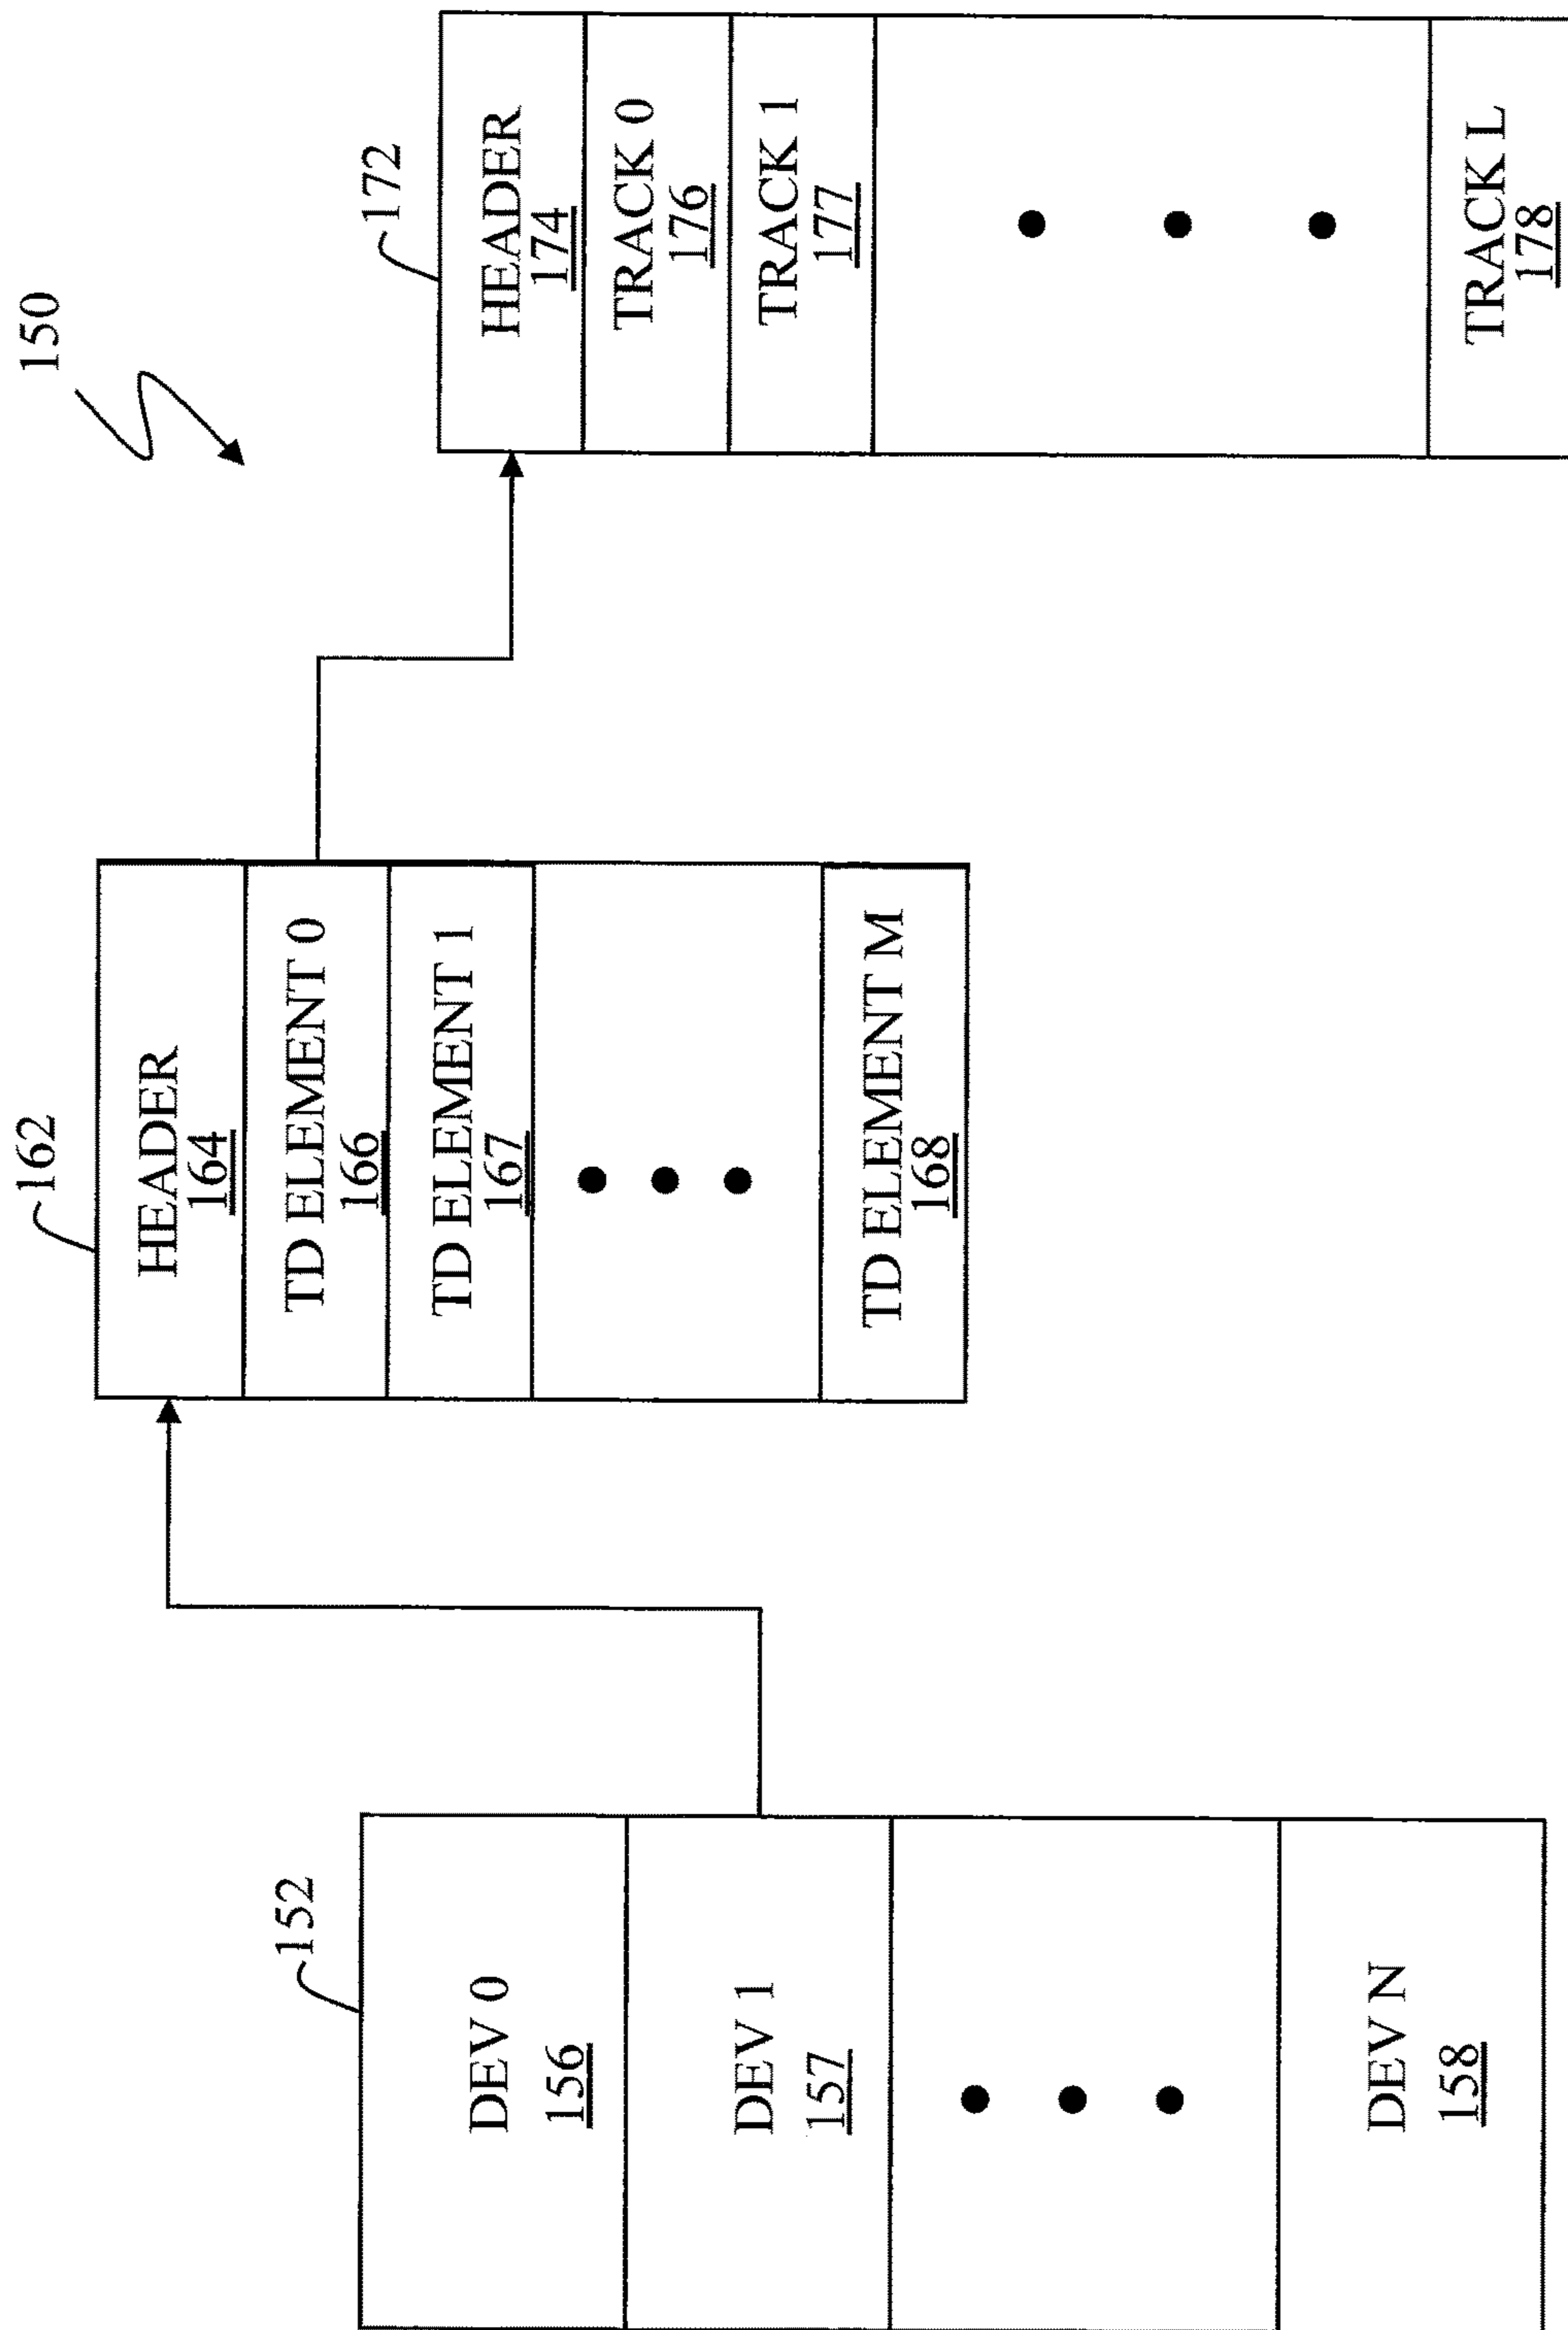 150
152
DEV 0
156
DEV 1
157
DEV N
158
162
HEADER
164
TD ELEMENT 0
166
TD ELEMENT 1
167
TD ELEMENT M
168
172
HEADER
174
TRACK 0
176
TRACK 1
177
TRACK L
178